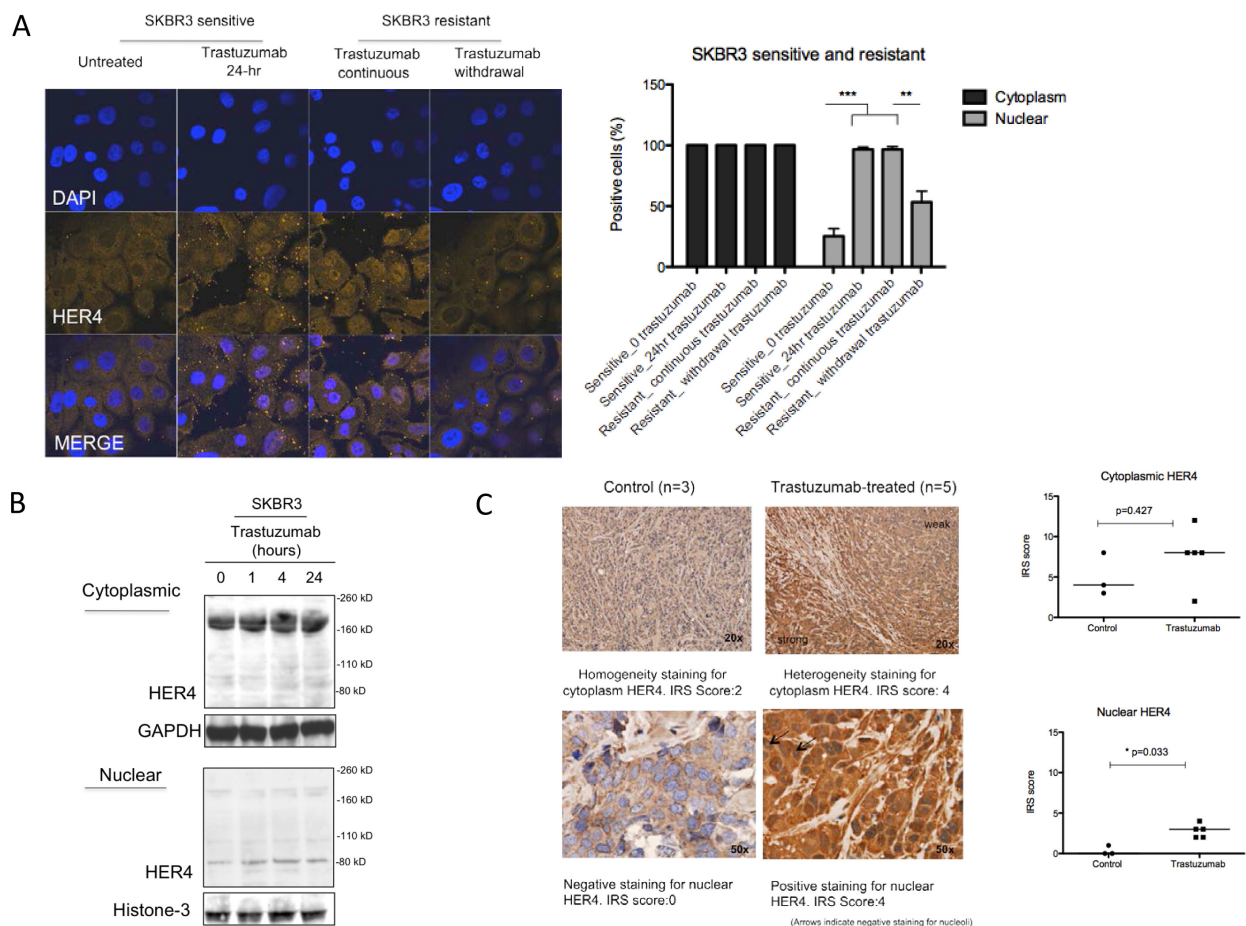 A
SKBR3 sensitive
SKBR3 resistant
Untreated
Trastuzumab
24-hr
Trastuzumab
continuous
Trastuzumab
withdrawal
DAPI
HER4
MERGE
SKBR3 sensitive and resistant
150
100
50
0
Positive cells (%)
***
**
Cytoplasm
Nuclear
Sensitive_0 trastuzumab
Sensitive_24hr trastuzumab
Resistant_ continuous trastuzumab
Resistant_ withdrawal trastuzumab
Sensitive_0 trastuzumab
Sensitive_24hr trastuzumab
Resistant_ continuous trastuzumab
Resistant_ withdrawal trastuzumab
B
SKBR3
Trastuzumab
(hours)
0 1 4 24
Cytoplasmic
-260 kD
-160 kD
-110 kD
-80 kD
HER4
GAPDH
Nuclear
-260 kD
-160 kD
-110 kD
-80 kD
HER4
Histone-3
C
Control (n=3)
Trastuzumab-treated (n=5)
20x
weak
strong
20x
Homogeneity staining for
cytoplasm HER4. IRS Score:2
Heterogeneity staining for
cytoplasm HER4. IRS score: 4
50x
50x
Negative staining for nuclear
HER4. IRS score:0
Positive staining for nuclear
HER4. IRS Score:4
(Arrows indicate negative staining for nucleoli)
Cytoplasmic HER4
15
10
5
0
IRS score
p=0.427
Control
Trastuzumab
Nuclear HER4
15
10
5
0
IRS score
* p=0.033
Control
Trastuzumab